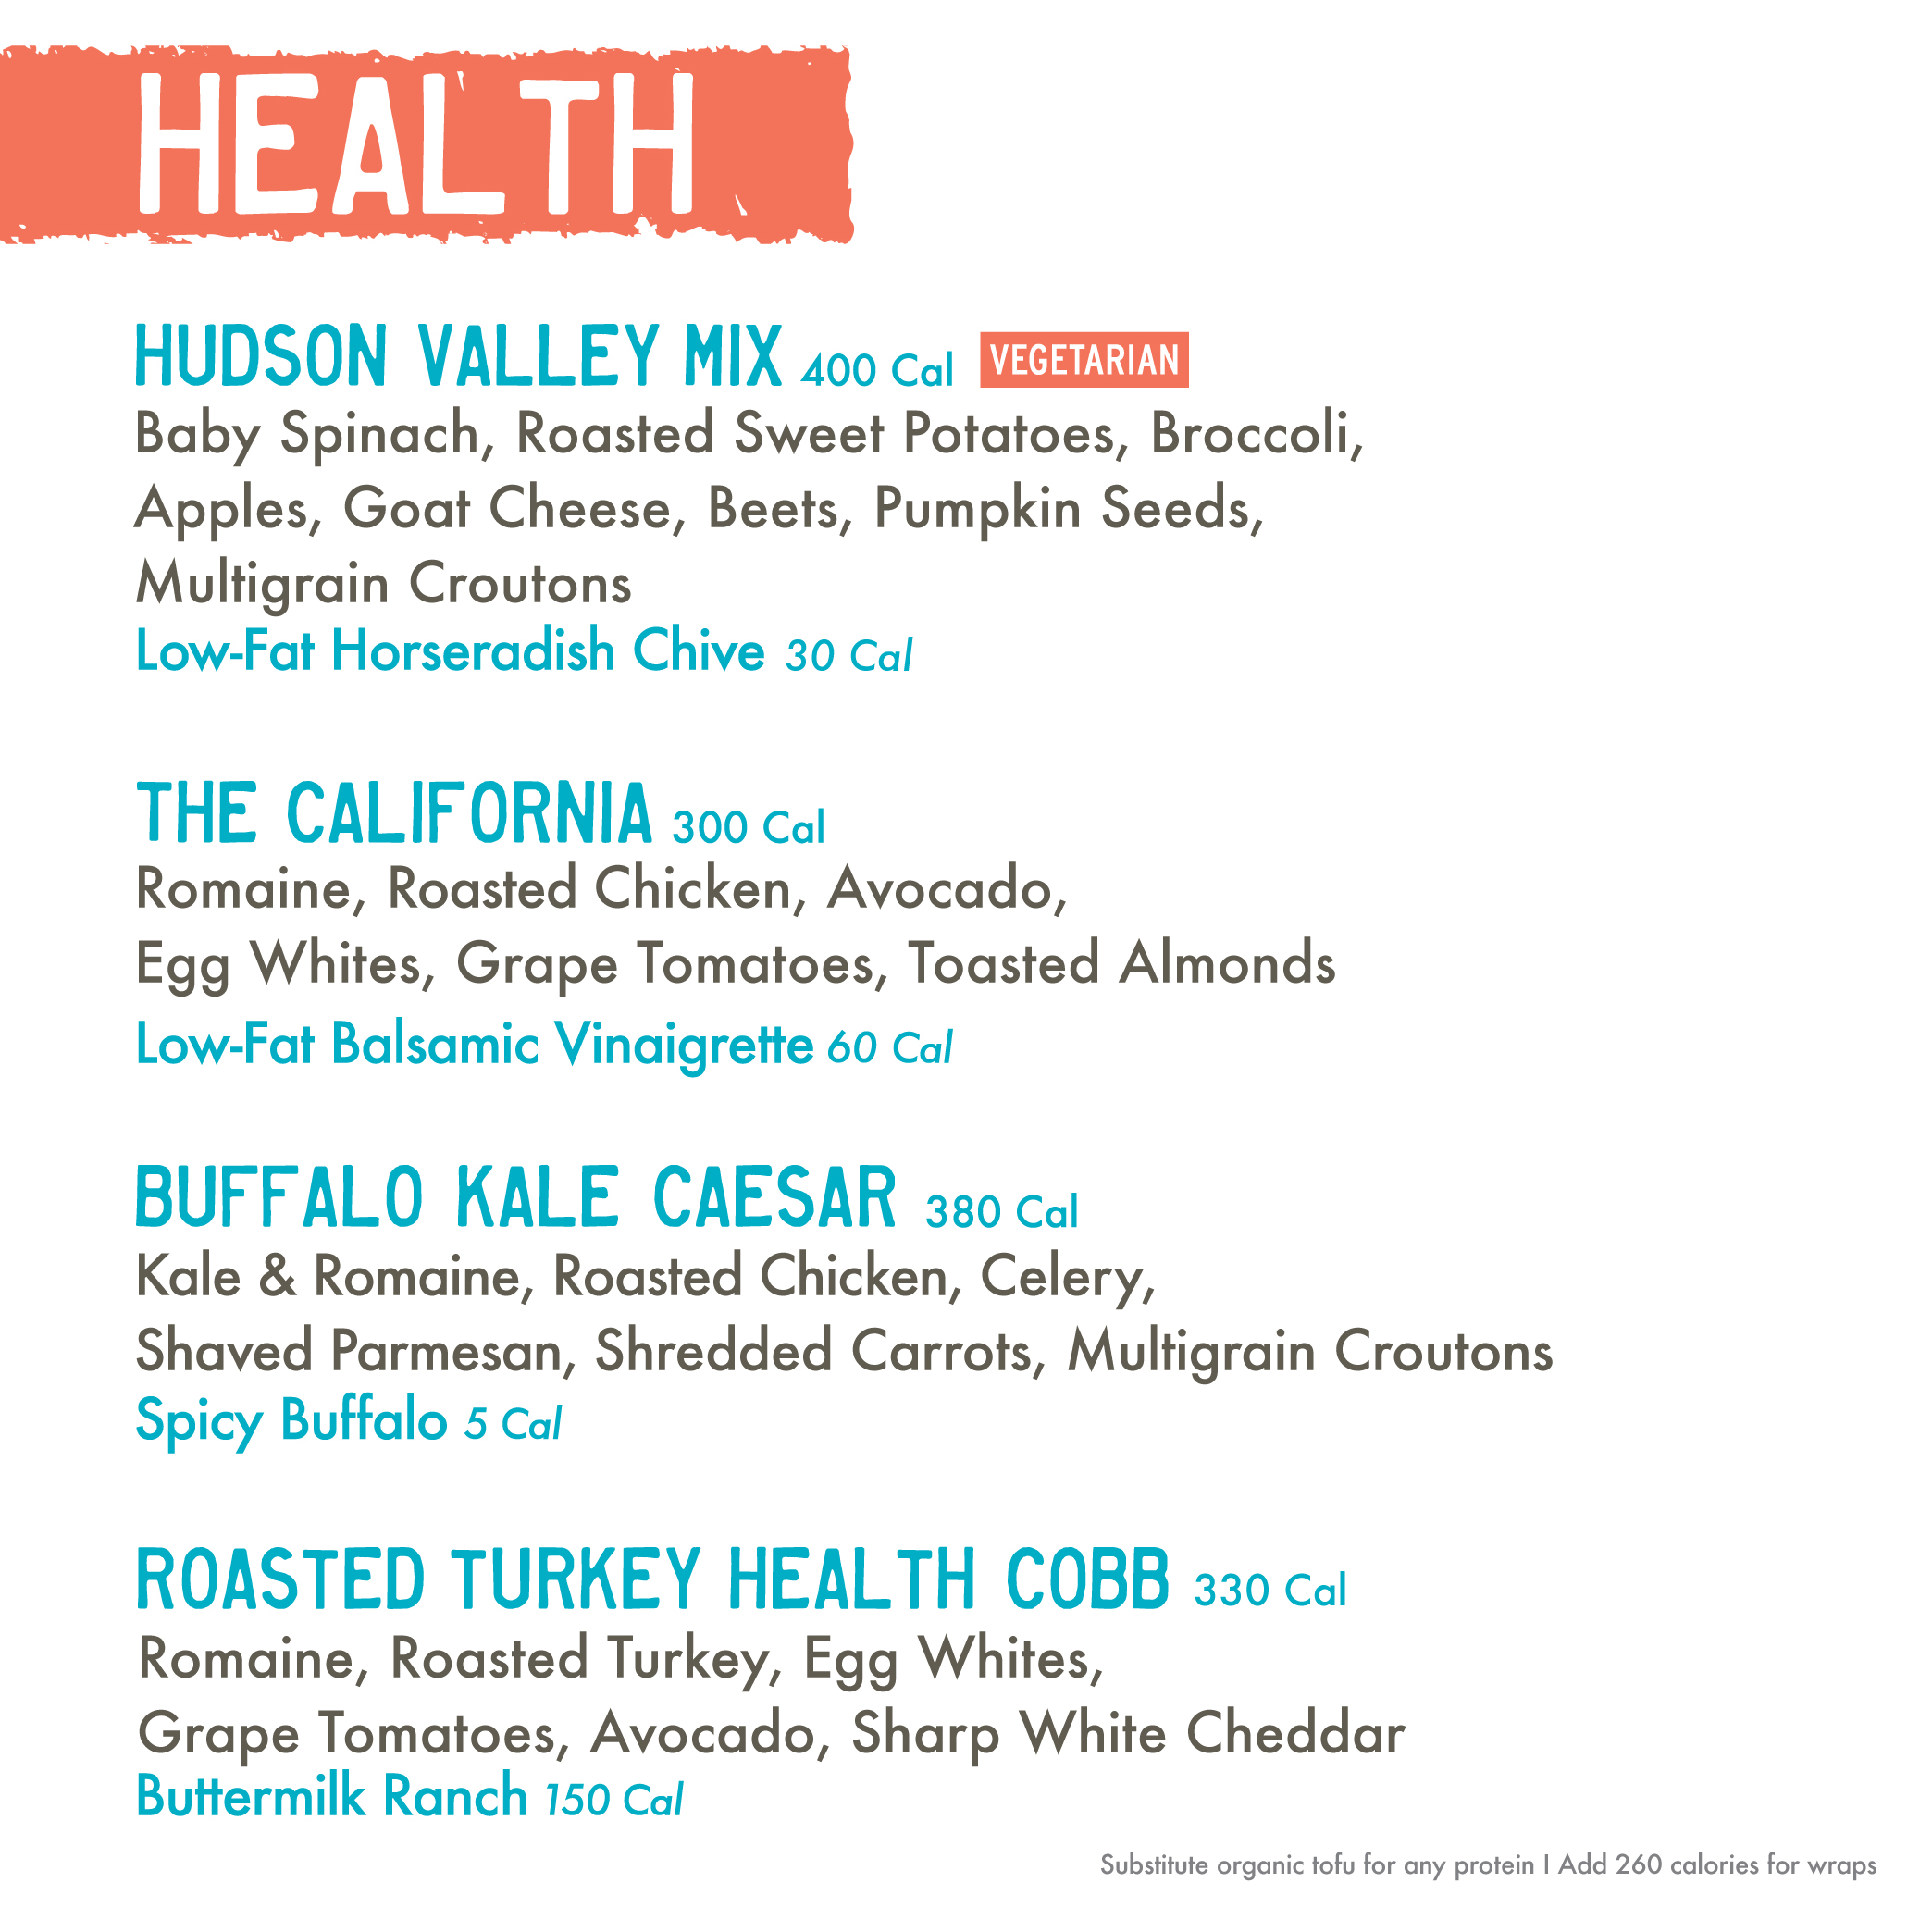 HEALTH
HUDSON VALLEY MIX 400 Cal VEGETARIAN
Baby Spinach, Roasted Sweet Potatoes, Broccoli,
Apples, Goat Cheese, Beets, Pumpkin Seeds,
Multigrain Croutons
Low-Fat Horseradish Chive 30 Cal
THE CALIFORNIA 300 Cal
Romaine, Roasted Chicken, Avocado,
Egg Whites, Grape Tomatoes, Toasted Almonds
Low-Fat Balsamic Vinaigrette 60 Cal
BUFFALO KALE CAESAR 380 Cal
Kale & Romaine, Roasted Chicken, Celery,
Shaved Parmesan, Shredded Carrots, Multigrain Croutons
Spicy Buffalo 5 Cal
ROASTED TURKEY HEALTH COBB 330 Cal
Romaine, Roasted Turkey, Egg Whites,
Grape Tomatoes, Avocado, Sharp White Cheddar
Buttermilk Ranch 150 Cal
Substitute organic tofu for any protein I Add 260 calories for wraps